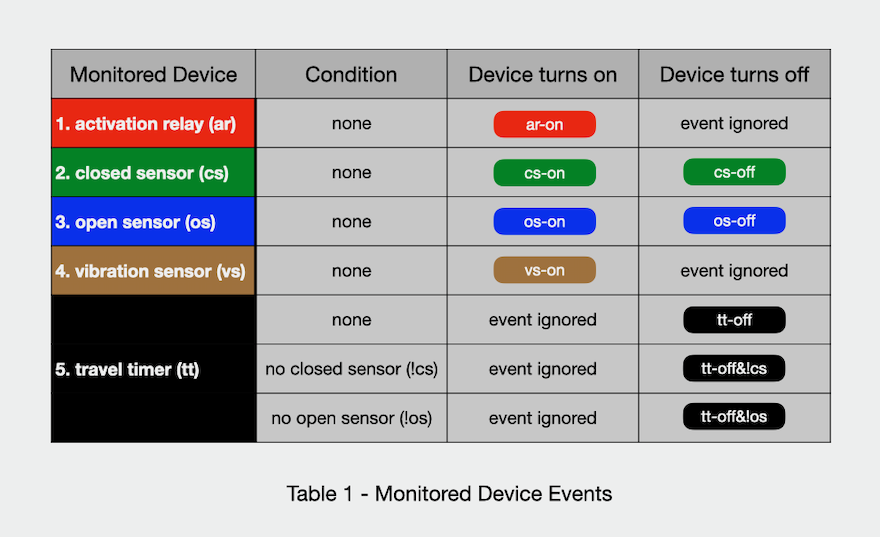 Monitored Device Condition Device turns on Device turns off
1. activation relay (ar) none ar-on event ignored
2. closed sensor (cs) none cs-on cs-off
3. open sensor (os) none os-on os-off
4. vibration sensor (vs) none vs-on event ignored
none event ignored tt-off
5. travel timer (tt) no closed sensor (!cs) event ignored tt-off&!cs
no open sensor (!os) event ignored tt-off&!os
Table 1 - Monitored Device Events